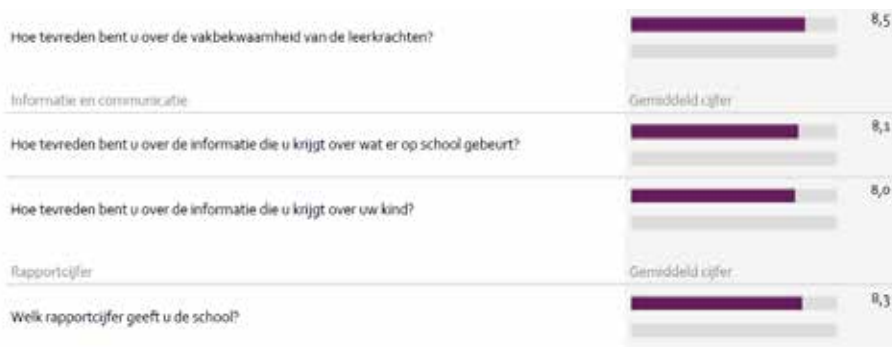 Hoe tevreden bent u over de vakbekwaamheid van de leerkrachten? 8,5
Informatie en communicatie Gemiddeld cijfer
Hoe tevreden bent u over de informatie die u krijgt over wat er op school gebeurt? 8,1
Hoe tevreden bent u over de informatie die u krijgt over uw kind? 8,0
Rapportcijfer Gemiddeld cijfer
Welk rapportcijfer geeft u de school? 8,3